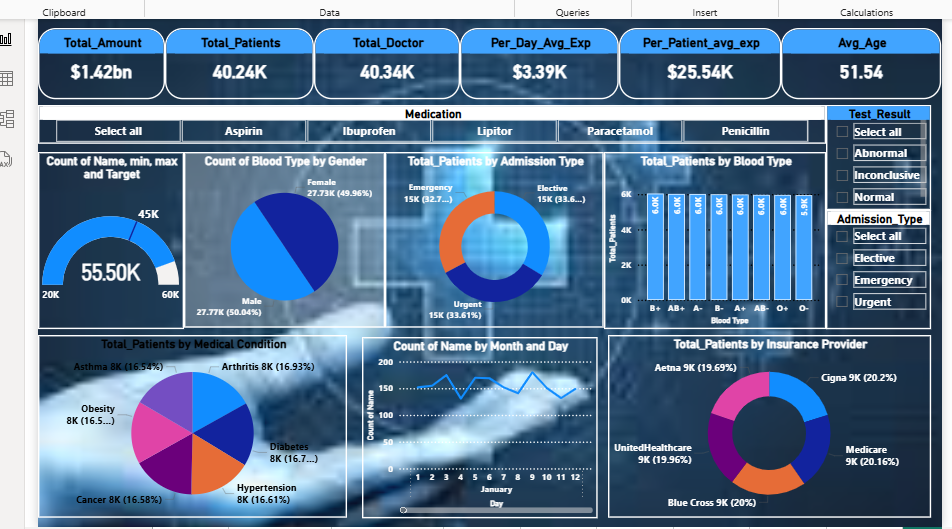 Clipboard
Data
Queries
Insert
Calculations
Total_Amount
$1.42bn
Total_Patients
40.24K
Total_Doctor
40.34K
Per_Day_Avg_Exp
$3.39K
Per_Patient_avg_exp
$25.54K
Avg_Age
51.54
Medication
Select all
Aspirin
Ibuprofen
Lipitor
Paracetamol
Penicillin
Test_Result
Select all
Abnormal
Inconclusive
Normal
Admission_Type
Select all
Elective
Emergency
Urgent
Count of Name, min, max
and Target
45K
55.50K
20K
60K
Count of Blood Type by Gender
Female
27.73K (49.96%)
Male
27.77K (50.04%)
Total_Patients by Admission Type
Emergency
15K (32.7...)
Elective
15K (33.6...)
Urgent
15K (33.61%)
Total_Patients by Blood Type
Total_Patients
6K
4K
2K
0K
6.0K
6.0K
6.0K
6.0K
6.0K
6.0K
6.0K
5.9K
B+ AB+ A- B- A+ AB- O+ O-
Blood Type
Total_Patients by Medical Condition
Asthma 8K (16.54%)
Arthritis 8K (16.93%)
Obesity
8K (16.5...)
Diabetes
8K (16.7...)
Cancer 8K (16.58%)
Hypertension
8K (16.61%)
Count of Name by Month and Day
Count of Name
200
150
100
50
0
1 2 3 4 5 6 7 8 9 10 11 12
January
Day
Total_Patients by Insurance Provider
Aetna 9K (19.69%)
Cigna 9K (20.2%)
UnitedHealthcare
9K (19.96%)
Medicare
9K (20.16%)
Blue Cross 9K (20%)